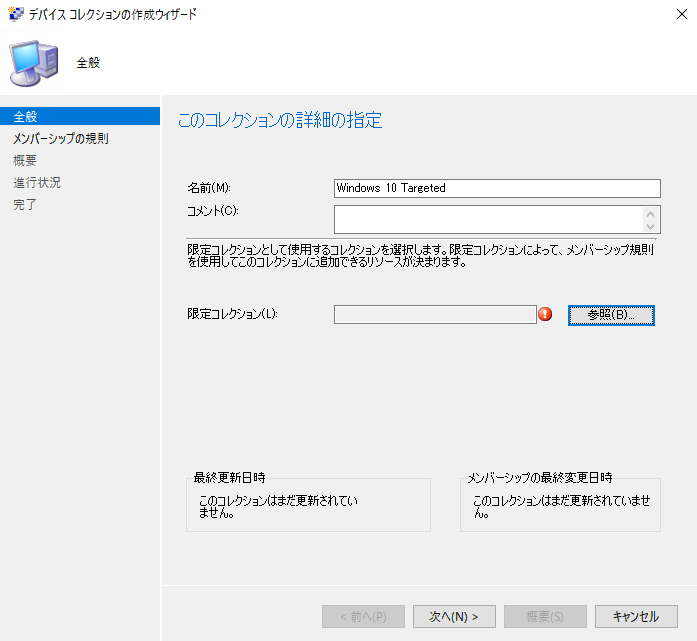 デバイス コレクションの作成ウィザード
全般
全般
メンバーシップの規則
概要
進行状況
完了
このコレクションの詳細の指定
名前(M):
Windows 10 Targeted
コメント(C):
限定コレクションとして使用するコレクションを選択します。限定コレクションによって、メンバーシップ規則
を使用してこのコレクションに追加できるリソースが決まります。
限定コレクション(L):
参照(B)...
最終更新日時
このコレクションはまだ更新されてい
ません。
メンバーシップの最終変更日時
このコレクションはまだ更新されていませ
ん。
< 前へ(P)
次へ(N) >
概要(S)
キャンセル